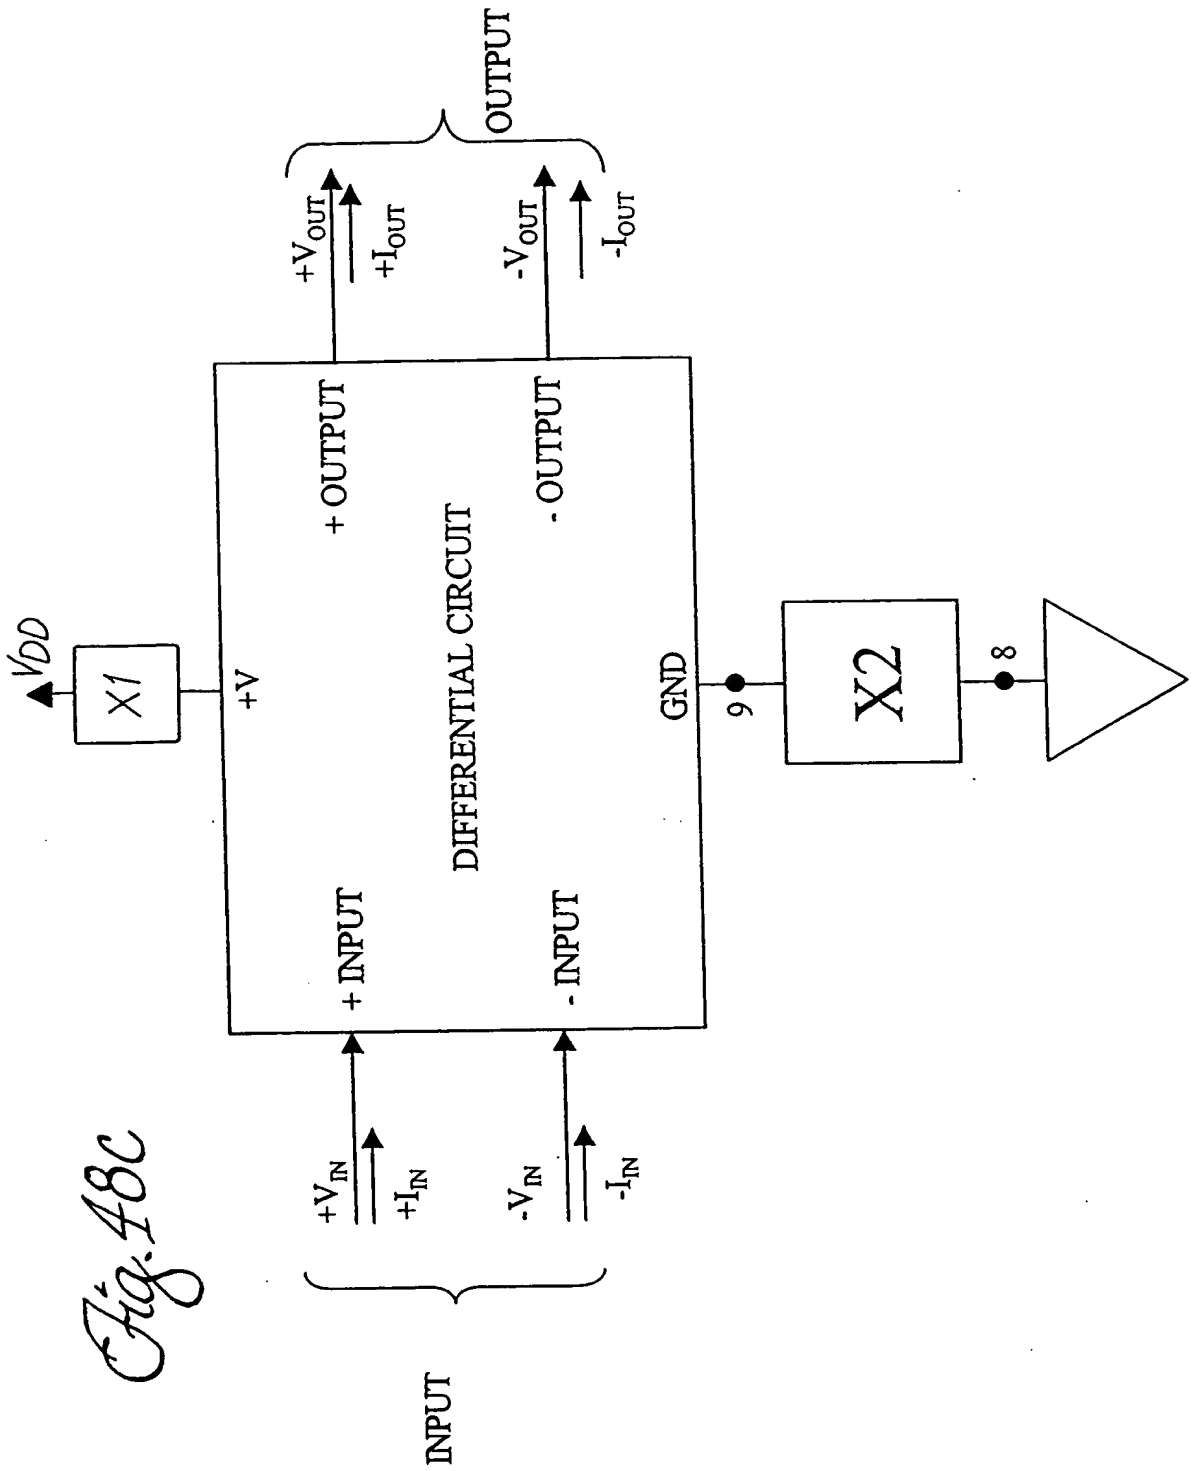 Fig. 48C
VDD
X1
+V
INPUT
+VIN
+IIN
-VIN
-IIN
+ INPUT
- INPUT
DIFFERENTIAL CIRCUIT
+ OUTPUT
- OUTPUT
+VOUT
+IOUT
-VOUT
-IOUT
OUTPUT
GND
9
X2
8